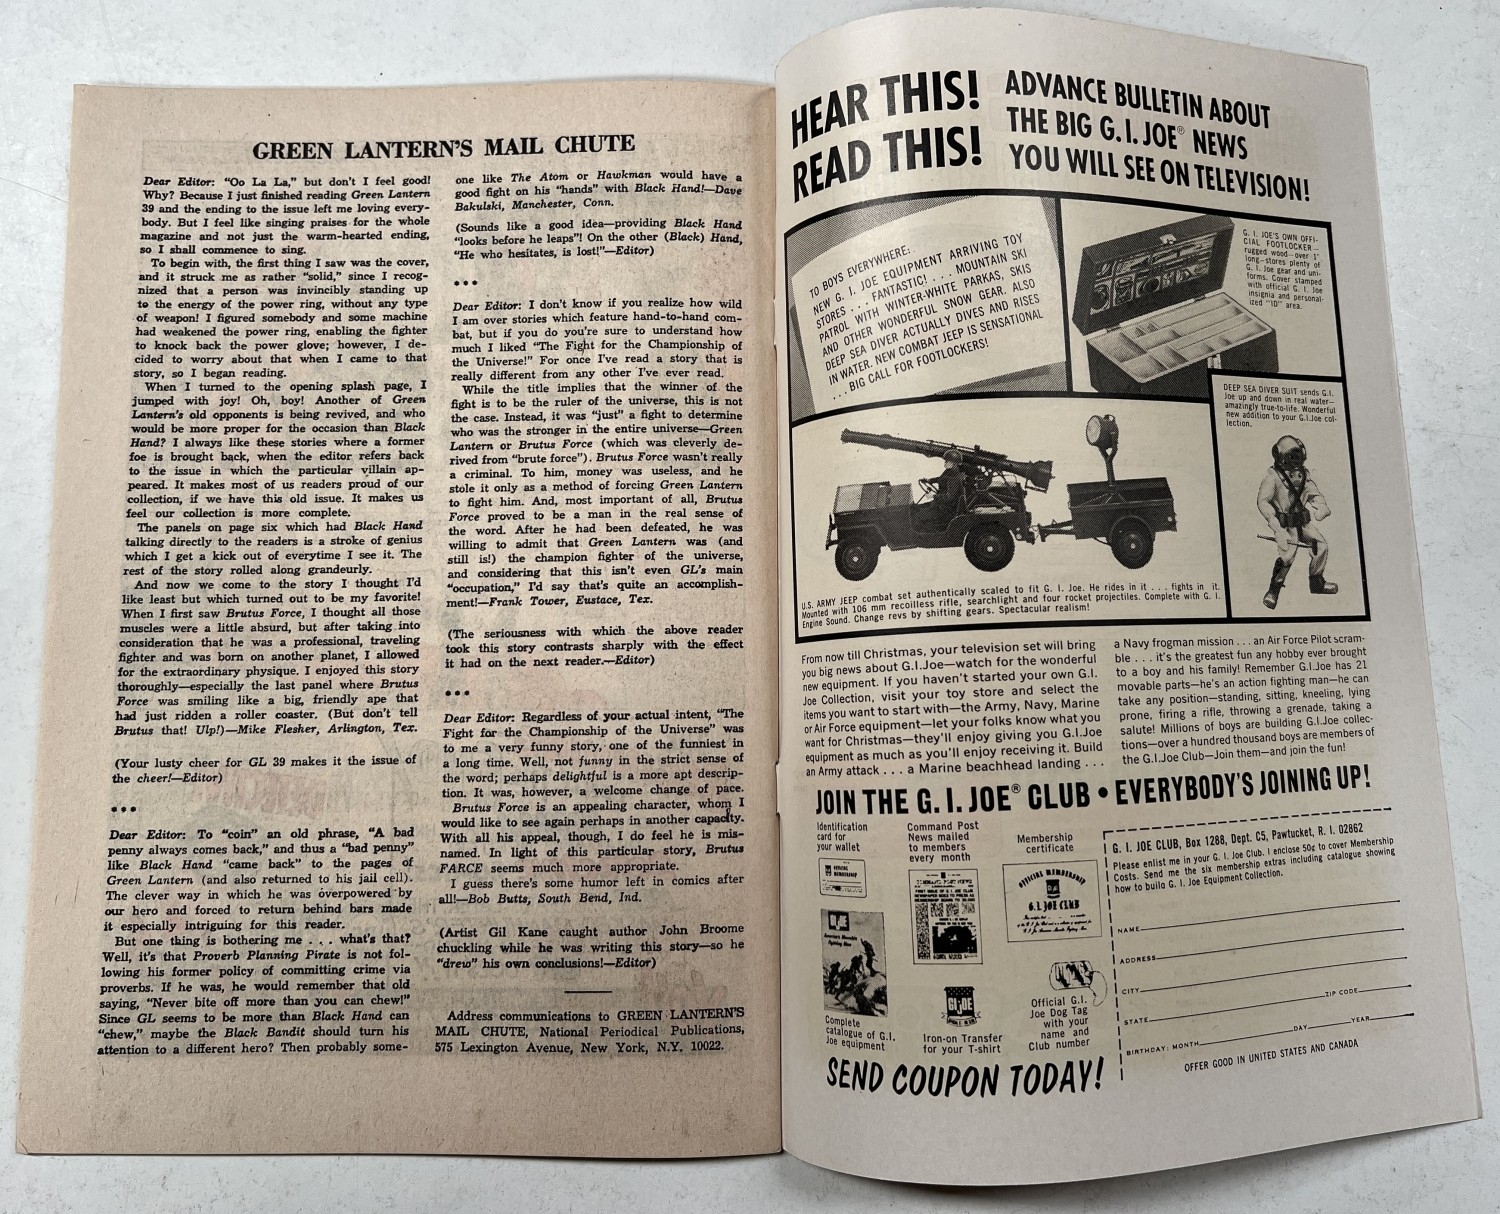 GREEN LANTERN'S MAIL CHUTE
Dear Editor: "Oo La La," but don't I feel good!
Why? Because I just finished reading Green Lantern
39 and the ending to the issue left me loving every-
body. But I feel like singing praises for the whole
magazine and not just the warm-hearted ending,
so I shall commence to sing.
To begin with, the first thing I saw was the cover,
and it struck me as rather "solid," since I recog-
nized that a person was invincibly standing up
to the energy of the power ring, without any type
of weapon! I figured somebody and some machine
had weakened the power ring, enabling the fighter
to knock back the power glove; however, I de-
cided to worry about that when I came to that
story, so I began reading.
When I turned to the opening splash page, I
jumped with joy! Oh, boy! Another of Green
Lantern's old opponents is being revived, and who
would be more proper for the occasion than Black
Hand? I always like these stories where a former
foe is brought back, when the editor refers back
to the issue in which the particular villain ap-
peared. It makes most of us readers proud of our
collection, if we have this old issue. It makes us
feel our collection is more complete.
The panels on page six which had Black Hand
talking directly to the readers is a stroke of genius
which I get a kick out of everytime I see it. The
rest of the story rolled along grandeurly.
And now we come to the story I thought I'd
like least but which turned out to be my favorite!
When I first saw Brutus Force, I thought all those
muscles were a little absurd, but after taking into
consideration that he was a professional, traveling
fighter and was born on another planet, I allowed
for the extraordinary physique. I enjoyed this story
thoroughly—especially the last panel where Brutus
Force was smiling like a big, friendly ape that
had just ridden a roller coaster. (But don't tell
Brutus that! Ulp!)—Mike Flesher, Arlington, Tex.
(Your lusty cheer for GL 39 makes it the issue of
the cheer!—Editor)
• • •
Dear Editor: To "coin" an old phrase, "A bad
penny always comes back," and thus a "bad penny"
like Black Hand "came back" to the pages of
Green Lantern (and also returned to his jail cell).
The clever way in which he was overpowered by
our hero and forced to return behind bars made
it especially intriguing for this reader.
But one thing is bothering me . . . what's that?
Well, it's that Proverb Planning Pirate is not fol-
lowing his former policy of committing crime via
proverbs. If he was, he would remember that old
saying, "Never bite off more than you can chew!"
Since GL seems to be more than Black Hand can
"chew," maybe the Black Bandit should turn his
attention to a different hero? Then probably some-
one like The Atom or Hawkman would have a
good fight on his "hands" with Black Hand!—Dave
Bakulski, Manchester, Conn.
(Sounds like a good idea—providing Black Hand
"looks before he leaps"! On the other (Black) Hand,
"He who hesitates, is lost!"—Editor)
• • •
Dear Editor: I don't know if you realize how wild
I am over stories which feature hand-to-hand com-
bat, but if you do you're sure to understand how
much I liked "The Fight for the Championship of
the Universe!" For once I've read a story that is
really different from any other I've ever read.
While the title implies that the winner of the
fight is to be the ruler of the universe, this is not
the case. Instead, it was "just" a fight to determine
who was the stronger in the entire universe—Green
Lantern or Brutus Force (which was cleverly de-
rived from "brute force"). Brutus Force wasn't really
a criminal. To him, money was useless, and he
stole it only as a method of forcing Green Lantern
to fight him. And, most important of all, Brutus
Force proved to be a man in the real sense of
the word. After he had been defeated, he was
willing to admit that Green Lantern was (and
still is!) the champion fighter of the universe,
and considering that this isn't even GL's main
"occupation," I'd say that's quite an accomplish-
ment!—Frank Tower, Eustace, Tex.
(The seriousness with which the above reader
took this story contrasts sharply with the effect
it had on the next reader.—Editor)
• • •
Dear Editor: Regardless of your actual intent, "The
Fight for the Championship of the Universe" was
to me a very funny story, one of the funniest in
a long time. Well, not funny in the strict sense of
the word; perhaps delightful is a more apt descrip-
tion. It was, however, a welcome change of pace.
Brutus Force is an appealing character, whom I
would like to see again perhaps in another capacity.
With all his appeal, though, I do feel he is mis-
named. In light of this particular story, Brutus
FARCE seems much more appropriate.
I guess there's some humor left in comics after
all!—Bob Butts, South Bend, Ind.
(Artist Gil Kane caught author John Broome
chuckling while he was writing this story—so he
"drew" his own conclusions!—Editor)
Address communications to GREEN LANTERN'S
MAIL CHUTE, National Periodical Publications,
575 Lexington Avenue, New York, N.Y. 10022.
HEAR THIS!
READ THIS!
ADVANCE BULLETIN ABOUT
THE BIG G.I. JOE® NEWS
YOU WILL SEE ON TELEVISION!
TO BOYS EVERYWHERE:
NEW G. I. JOE EQUIPMENT ARRIVING TOY
STORES . . . FANTASTIC! . . . MOUNTAIN SKI
PATROL WITH WINTER-WHITE PARKAS, SKIS
AND OTHER WONDERFUL SNOW GEAR. ALSO
DEEP SEA DIVER ACTUALLY DIVES AND RISES
IN WATER. NEW COMBAT JEEP IS SENSATIONAL
. . . BIG CALL FOR FOOTLOCKERS!
G. I. JOE'S OWN OFFI-
CIAL FOOTLOCKER—
rugged wood—over 1'
long—stores plenty of
G. I. Joe gear and uni-
forms. Cover stamped
with official G. I. Joe
insignia and personal-
ized "ID" area.
DEEP SEA DIVER SUIT sends G.I.
Joe up and down in real water—
amazingly true-to-life. Wonderful
new addition to your G.I.Joe col-
lection.
U.S. ARMY JEEP combat set authentically scaled to fit G. I. Joe. He rides in it . . . fights in it.
Mounted with 106 mm recoilless rifle, searchlight and four rocket projectiles. Complete with G. I.
Engine Sound. Change revs by shifting gears. Spectacular realism!
From now till Christmas, your television set will bring
you big news about G.I.Joe—watch for the wonderful
new equipment. If you haven't started your own G.I.
Joe Collection, visit your toy store and select the
items you want to start with—the Army, Navy, Marine
or Air Force equipment—let your folks know what you
want for Christmas—they'll enjoy giving you G.I.Joe
equipment as much as you'll enjoy receiving it. Build
an Army attack . . . a Marine beachhead landing . . .
a Navy frogman mission . . . an Air Force Pilot scram-
ble . . . it's the greatest fun any hobby ever brought
to a boy and his family! Remember G.I.Joe has 21
movable parts—he's an action fighting man—he can
take any position—standing, sitting, kneeling, lying
prone, firing a rifle, throwing a grenade, taking a
salute! Millions of boys are building G.I.Joe collec-
tions—over a hundred thousand boys are members of
the G.I.Joe Club—Join them—and join the fun!
JOIN THE G. I. JOE® CLUB • EVERYBODY'S JOINING UP!
Identification
card for
your wallet
Command Post
News mailed
to members
every month
Membership
certificate
OFFICIAL MEMBERSHIP
G.I. JOE CLUB
G.I. JOE
Complete
catalogue of G.I.
Joe equipment
G.I. JOE
Iron-on Transfer
for your T-shirt
Official G.I.
Joe Dog Tag
with your
name and
Club number
SEND COUPON TODAY!
G. I. JOE CLUB, Box 1288, Dept. C5, Pawtucket, R. I. 02862
Please enlist me in your G. I. Joe Club. I enclose 50¢ to cover Membership
Costs. Send me the six membership extras including catalogue showing
how to build G. I. Joe Equipment Collection.
NAME
ADDRESS
CITY
STATE ZIP CODE
BIRTHDAY: MONTH DAY YEAR
OFFER GOOD IN UNITED STATES AND CANADA